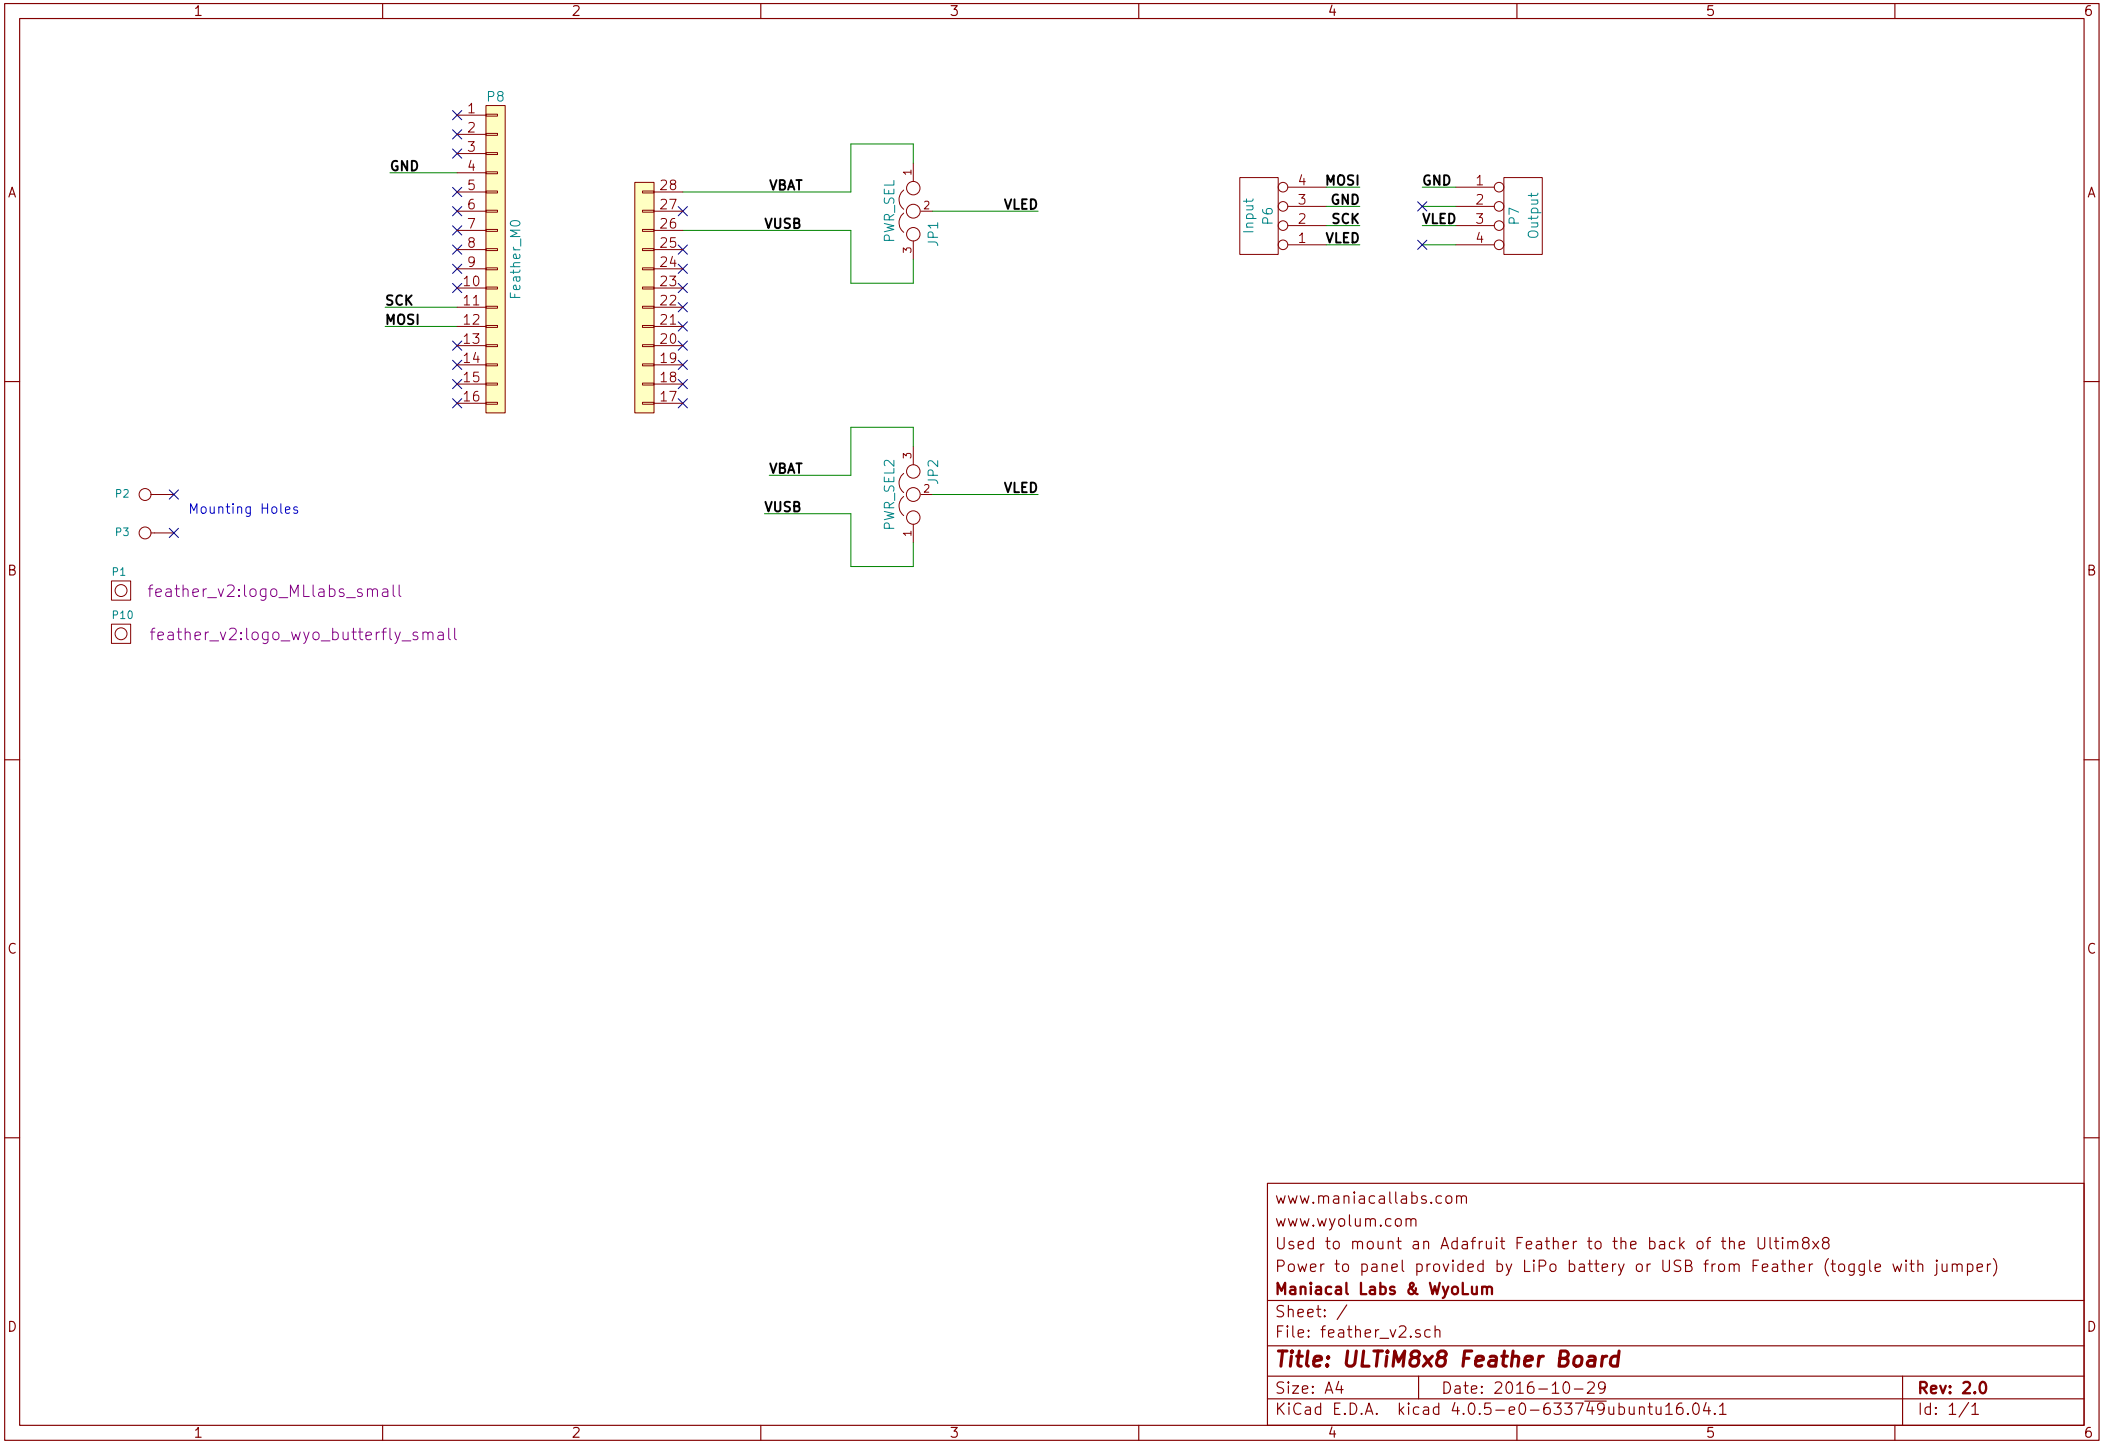 1 2 3 4 5 6
A
B
C
D
A
B
C
D
P8
Feather_M0
1
2
3
GND 4
5
6
7
8
9
10
SCK 11
MOSI 12
13
14
15
16
28 VBAT
27
26 VUSB
25
24
23
22
21
20
19
18
17
PWR_SEL
JP1
1
2 VLED
3
Input
P6
4 MOSI
3 GND
2 SCK
1 VLED
GND 1
2
VLED 3
4
P7
Output
VBAT
VUSB
PWR_SEL2
JP2
3
2 VLED
1
P2
Mounting Holes
P3
P1
feather_v2:logo_MLlabs_small
P10
feather_v2:logo_wyo_butterfly_small
www.maniacallabs.com
www.wyolum.com
Used to mount an Adafruit Feather to the back of the Ultim8x8
Power to panel provided by LiPo battery or USB from Feather (toggle with jumper)
Maniacal Labs & WyoLum
Sheet: /
File: feather_v2.sch
Title: ULTiM8x8 Feather Board
Size: A4 Date: 2016-10-29 Rev: 2.0
KiCad E.D.A. kicad 4.0.5-e0-633749ubuntu16.04.1 Id: 1/1
1 2 3 4 5 6